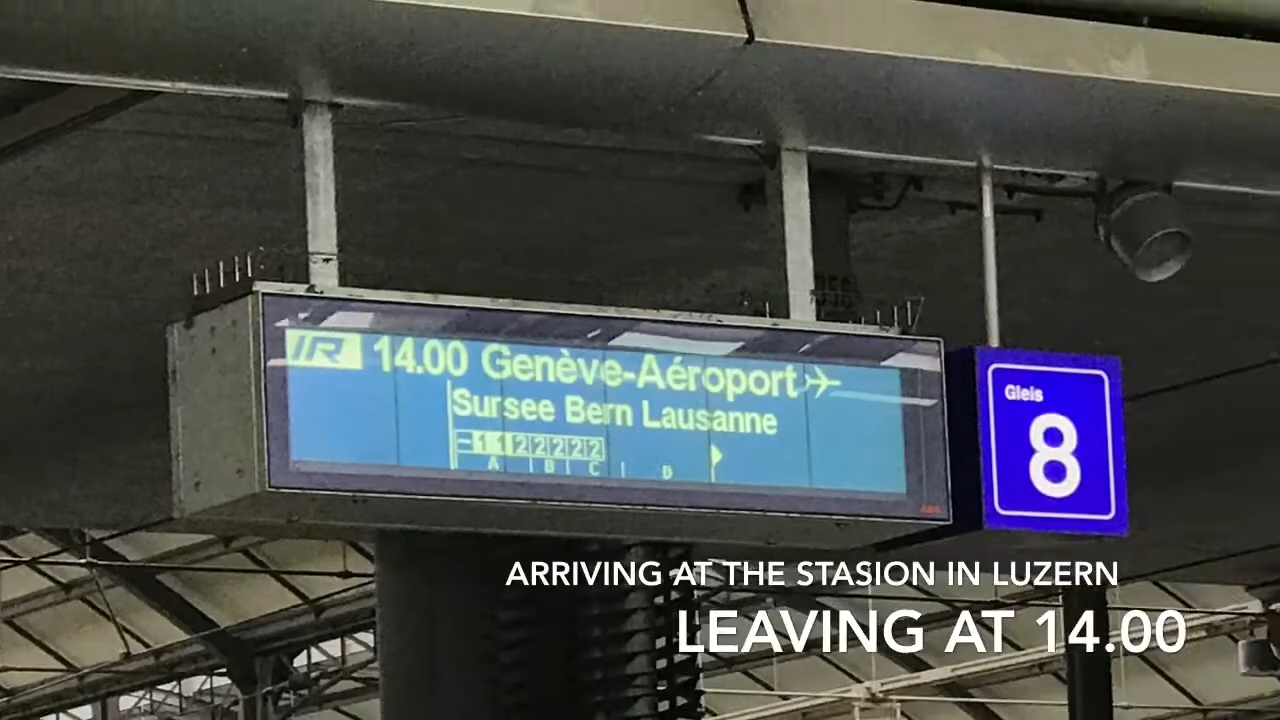 IR 14.00 Genève-Aéroport
Sursee Bern Lausanne
1 1 2 2 2 2 2
A B C D
Gleis
8
ARRIVING AT THE STASION IN LUZERN
LEAVING AT 14.00